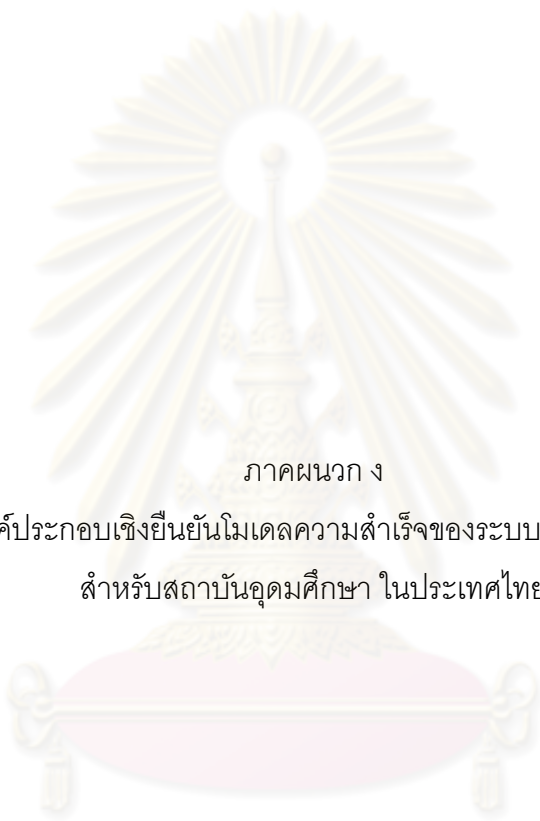 ภาคผนวก ง
ค์ประกอบเชิงยืนยันโมเดลความสำเร็จของระบบ
สำหรับสถาบันอุดมศึกษา ในประเทศไทย